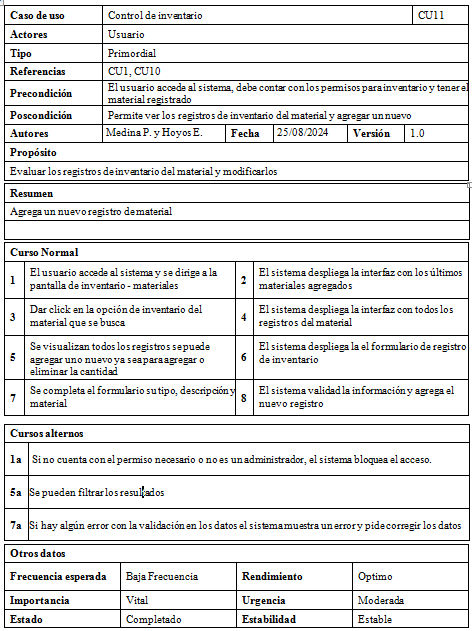 Caso de uso Control de inventario CU11
Actores Usuario
Tipo Primordial
Referencias CU1, CU10
Precondición El usuario accede al sistema, debe contar con los permisos para inventario y tener el
material registrado
Poscondición Permite ver los registros de inventario del material y agregar un nuevo
Autores Medina P. y Hoyos E. Fecha 25/08/2024 Versión 1.0
Propósito
Evaluar los registros de inventario del material y modificarlos
Resumen
Agrega un nuevo registro de material
Curso Normal
1 El usuario accede al sistema y se dirige a la
pantalla de inventario - materiales
2 El sistema despliega la interfaz con los últimos
materiales agregados
3 Dar click en la opción de inventario del
material que se busca
4 El sistema despliega la interfaz con todos los
registros del material
5 Se visualizan todos los registros se puede
agregar uno nuevo ya sea para agregar o
eliminar la cantidad
6 El sistema despliega la el formulario de registro
de inventario
7 Se completa el formulario su tipo, descripción y
material
8 El sistema validad la información y agrega el
nuevo registro
Cursos alternos
1a Si no cuenta con el permiso necesario o no es un administrador, el sistema bloquea el acceso.
5a Se pueden filtrar los resultados
7a Si hay algún error con la validación en los datos el sistema muestra un error y pide corregir los datos
Otros datos
Frecuencia esperada Baja Frecuencia Rendimiento Optimo
Importancia Vital Urgencia Moderada
Estado Completado Estabilidad Estable